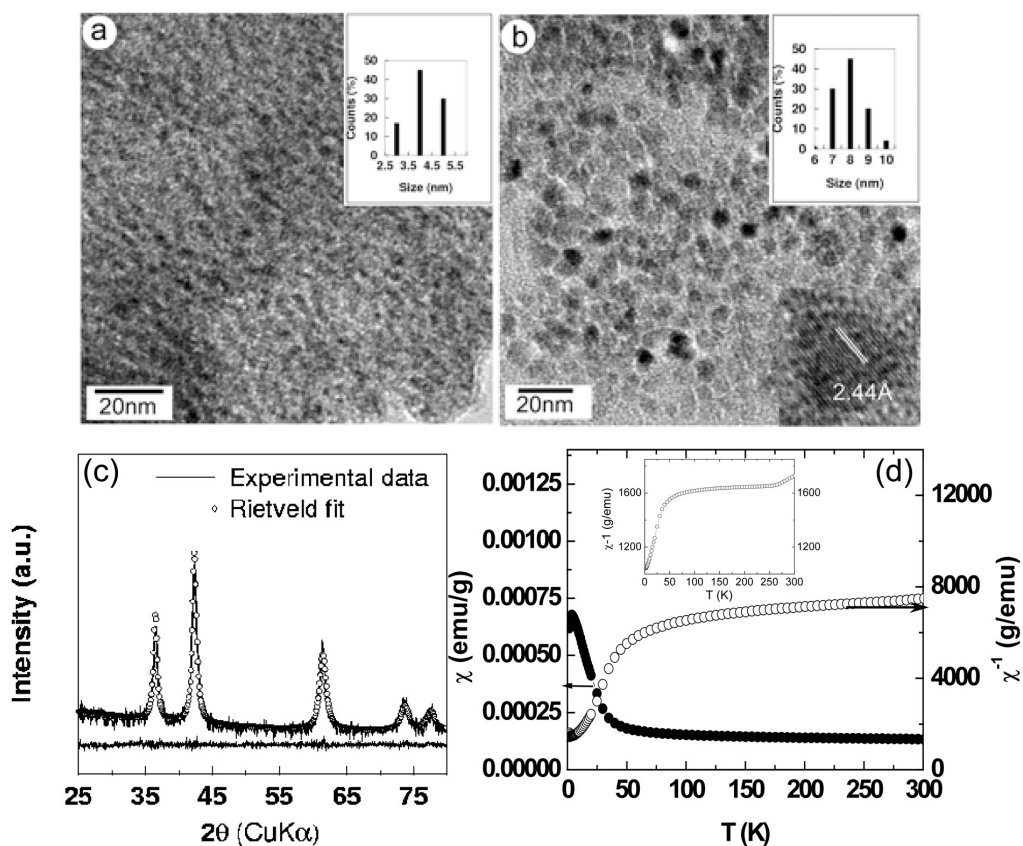 a
50
40
30
20
10
0
Counts (%)
2.5 3.5 4.5 5.5
Size (nm)
20nm
b
50
40
30
20
10
0
Counts (%)
6 7 8 9 10
Size (nm)
2.44A
20nm
(c)
Experimental data
Rietveld fit
Intensity (a.u.)
25 35 45 55 65 75
2θ (CuKα)
(d)
0.00125
0.00100
0.00075
0.00050
0.00025
0.00000
χ (emu/g)
1600
1200
χ-1 (g/emu)
1600
1200
0 50 100 150 200 250 300
T (K)
12000
8000
4000
0
χ⁻¹ (g/emu)
0 50 100 150 200 250 300
T (K)